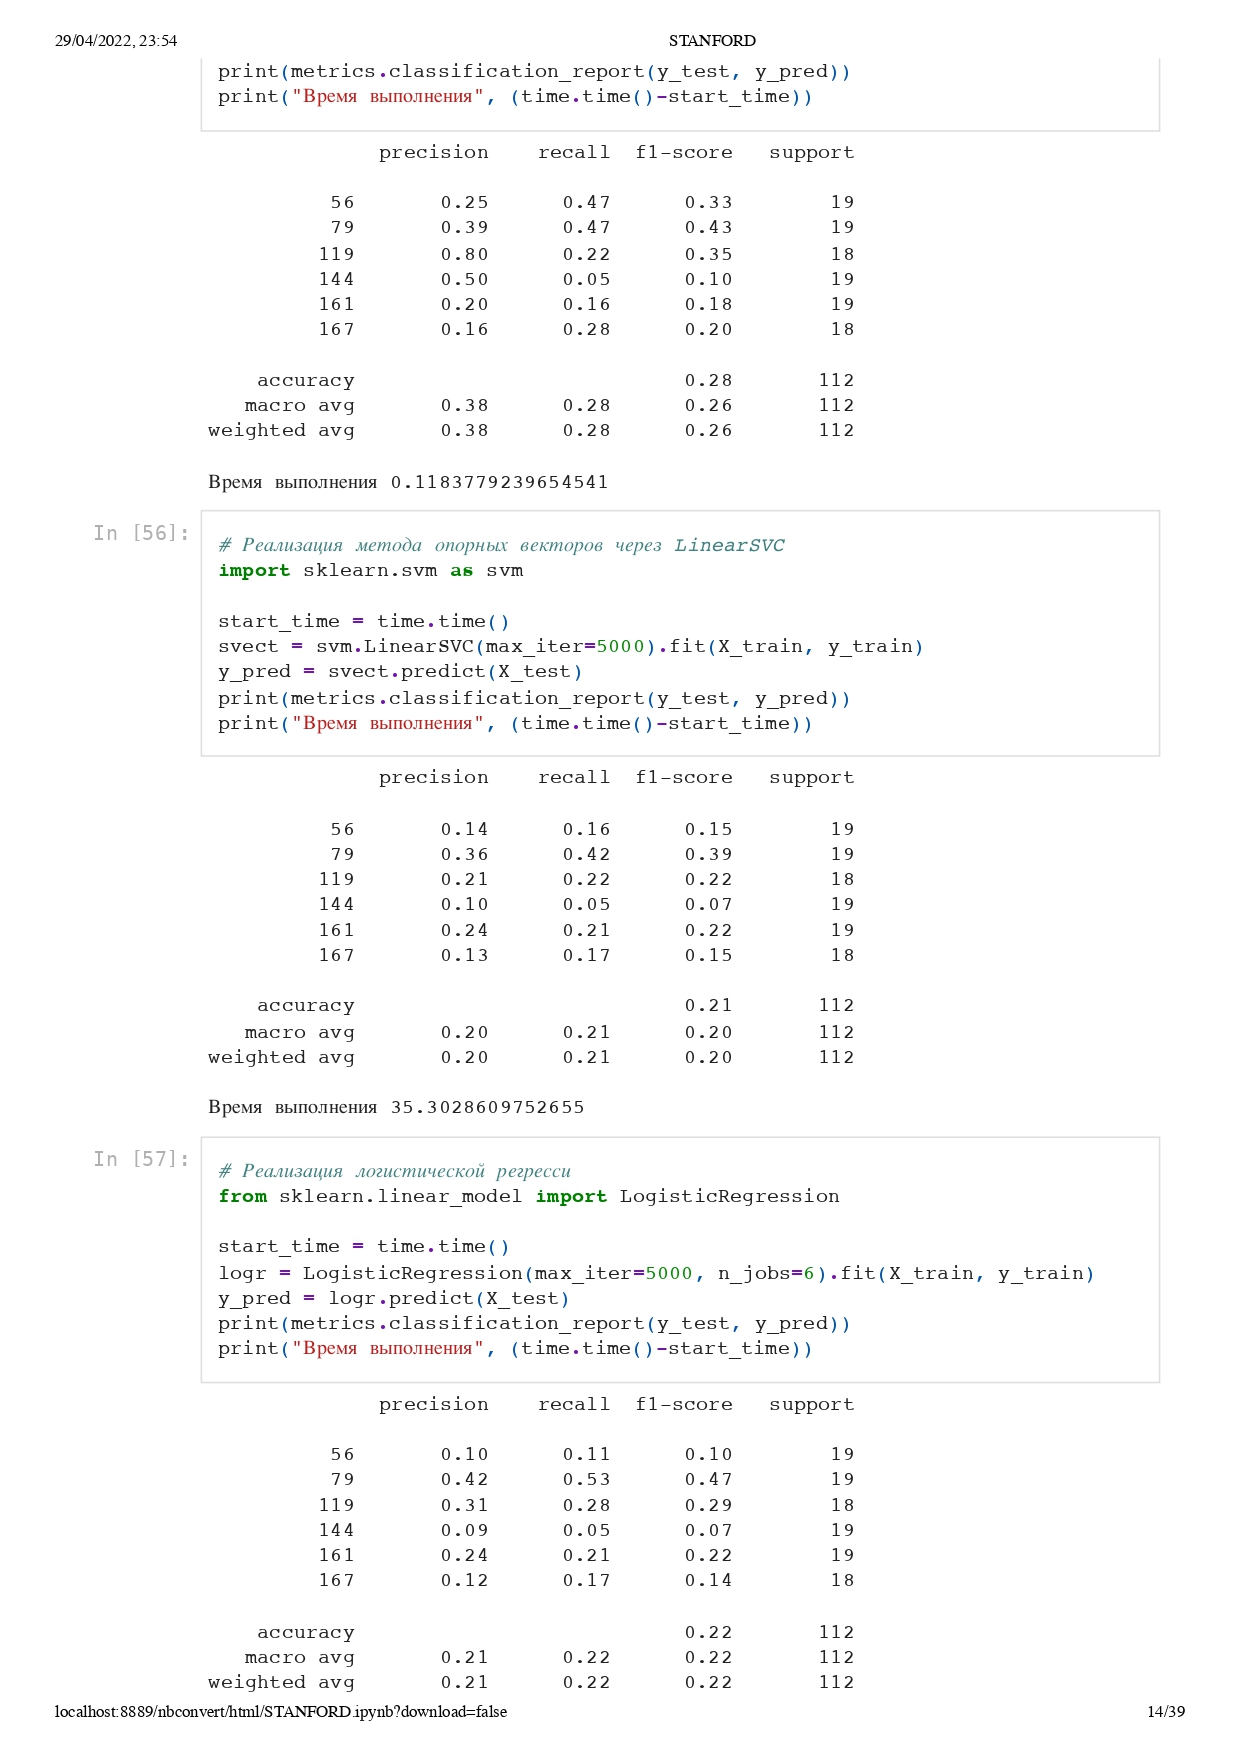 29/04/2022, 23:54 STANFORD
print(metrics.classification_report(y_test, y_pred))
print("Время выполнения", (time.time()-start_time))
precision recall f1-score support
56 0.25 0.47 0.33 19
79 0.39 0.47 0.43 19
119 0.80 0.22 0.35 18
144 0.50 0.05 0.10 19
161 0.20 0.16 0.18 19
167 0.16 0.28 0.20 18
accuracy 0.28 112
macro avg 0.38 0.28 0.26 112
weighted avg 0.38 0.28 0.26 112
Время выполнения 0.1183779239654541
In [56]:
# Реализация метода опорных векторов через LinearSVC
import sklearn.svm as svm
start_time = time.time()
svect = svm.LinearSVC(max_iter=5000).fit(X_train, y_train)
y_pred = svect.predict(X_test)
print(metrics.classification_report(y_test, y_pred))
print("Время выполнения", (time.time()-start_time))
precision recall f1-score support
56 0.14 0.16 0.15 19
79 0.36 0.42 0.39 19
119 0.21 0.22 0.22 18
144 0.10 0.05 0.07 19
161 0.24 0.21 0.22 19
167 0.13 0.17 0.15 18
accuracy 0.21 112
macro avg 0.20 0.21 0.20 112
weighted avg 0.20 0.21 0.20 112
Время выполнения 35.3028609752655
In [57]:
# Реализация логистической регресси
from sklearn.linear_model import LogisticRegression
start_time = time.time()
logr = LogisticRegression(max_iter=5000, n_jobs=6).fit(X_train, y_train)
y_pred = logr.predict(X_test)
print(metrics.classification_report(y_test, y_pred))
print("Время выполнения", (time.time()-start_time))
precision recall f1-score support
56 0.10 0.11 0.10 19
79 0.42 0.53 0.47 19
119 0.31 0.28 0.29 18
144 0.09 0.05 0.07 19
161 0.24 0.21 0.22 19
167 0.12 0.17 0.14 18
accuracy 0.22 112
macro avg 0.21 0.22 0.22 112
weighted avg 0.21 0.22 0.22 112
localhost:8889/nbconvert/html/STANFORD.ipynb?download=false 14/39